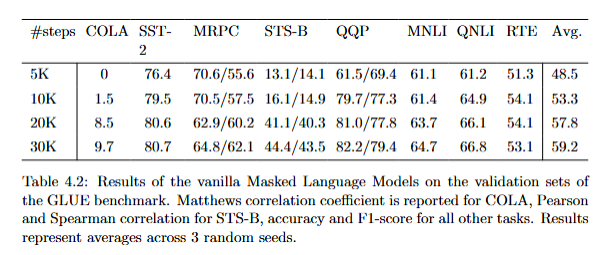 #steps COLA SST-2 MRPC STS-B QQP MNLI QNLI RTE Avg.
5K 0 76.4 70.6/55.6 13.1/14.1 61.5/69.4 61.1 61.2 51.3 48.5
10K 1.5 79.5 70.5/57.5 16.1/14.9 79.7/77.3 61.4 64.9 54.1 53.3
20K 8.5 80.6 62.9/60.2 41.1/40.3 81.0/77.8 63.7 66.1 54.1 57.8
30K 9.7 80.7 64.8/62.1 44.4/43.5 82.2/79.4 64.7 66.8 53.1 59.2
Table 4.2: Results of the vanilla Masked Language Models on the validation sets of
the GLUE benchmark. Matthews correlation coefficient is reported for COLA, Pearson
and Spearman correlation for STS-B, accuracy and F1-score for all other tasks. Results
represent averages across 3 random seeds.